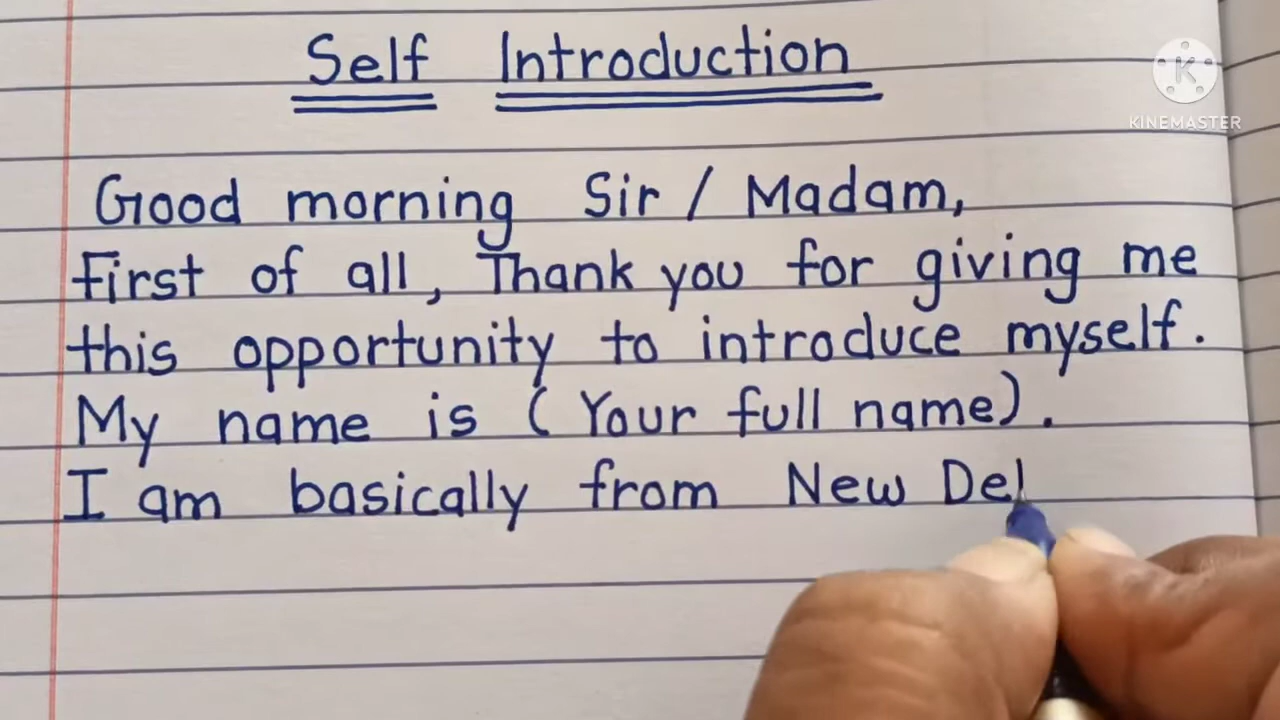 Self Introduction
KINEMASTER
Good morning Sir / Madam,
First of all, Thank you for giving me
this opportunity to introduce myself.
My name is (Your full name).
I am basically from New Del